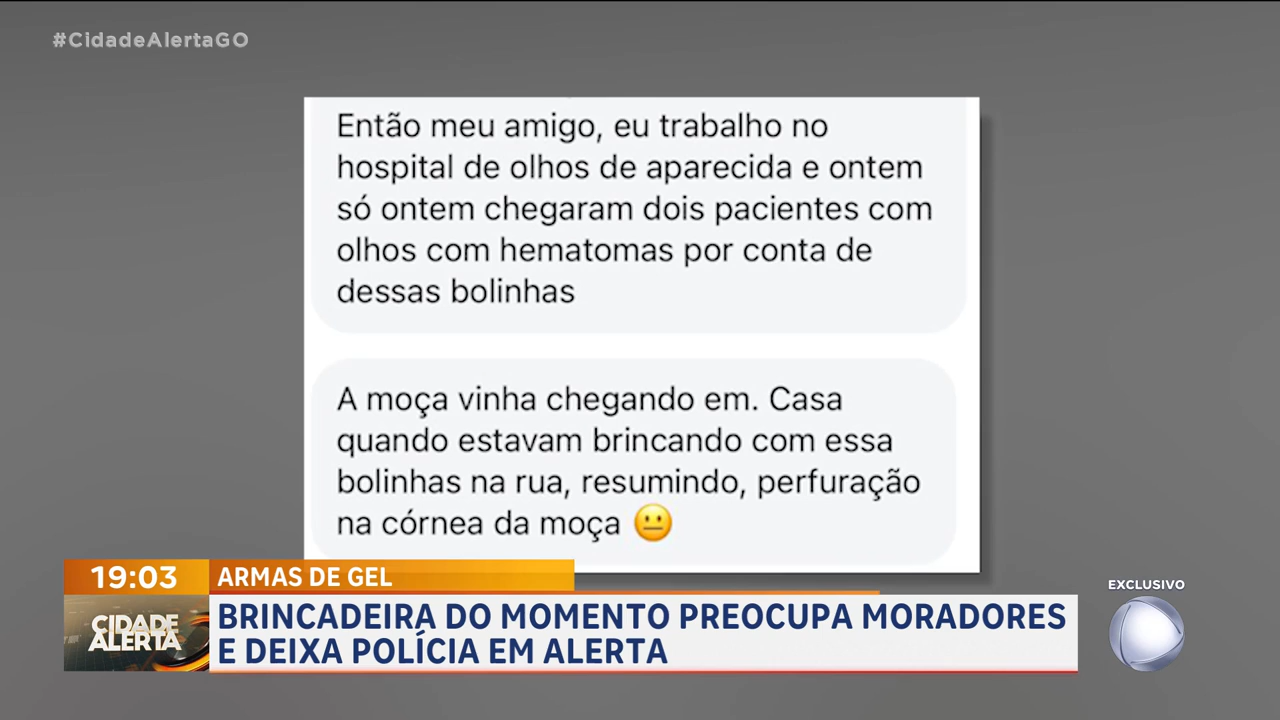 #CidadeAlertaGO
Então meu amigo, eu trabalho no
hospital de olhos de aparecida e ontem
só ontem chegaram dois pacientes com
olhos com hematomas por conta de
dessas bolinhas
A moça vinha chegando em. Casa
quando estavam brincando com essa
bolinhas na rua, resumindo, perfuração
na córnea da moça 😐
19:03 ARMAS DE GEL
CIDADE
ALERTA
BRINCADEIRA DO MOMENTO PREOCUPA MORADORES
E DEIXA POLÍCIA EM ALERTA
EXCLUSIVO